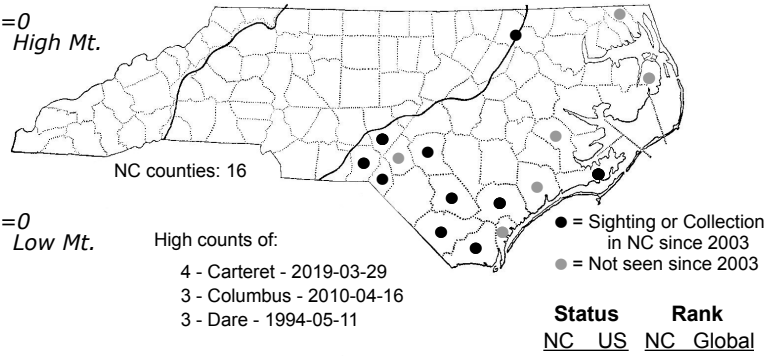 =0
High Mt.
NC counties: 16
=0
Low Mt.
High counts of:
4 - Carteret - 2019-03-29
3 - Columbus - 2010-04-16
3 - Dare - 1994-05-11
= Sighting or Collection
in NC since 2003
= Not seen since 2003
Status Rank
NC US NC Global